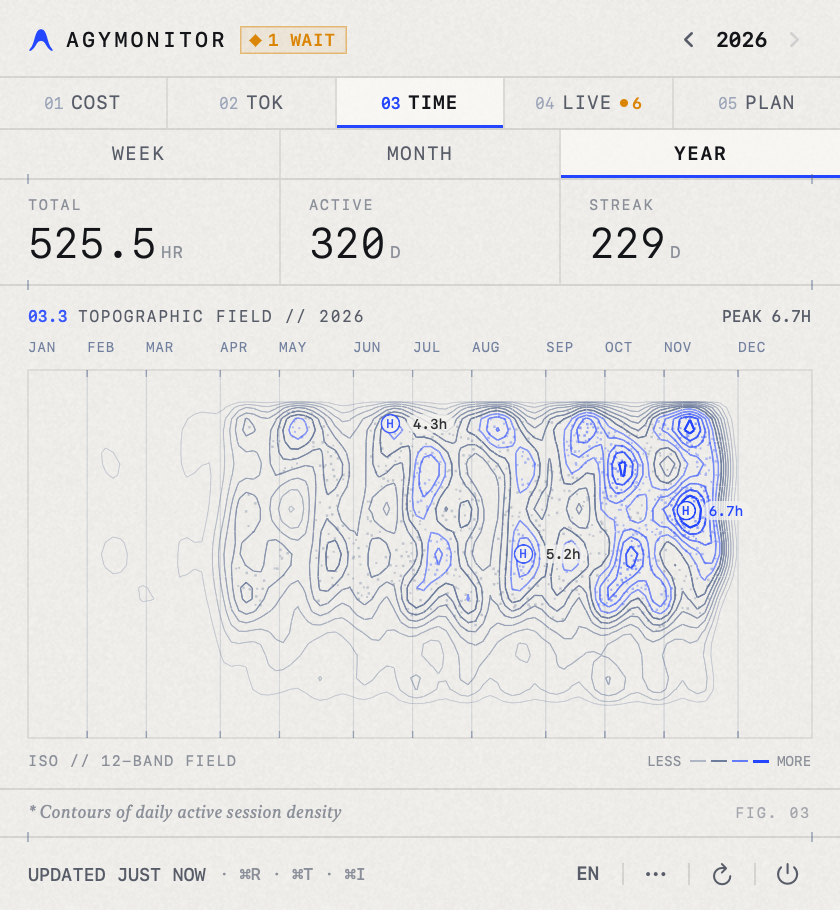 AGYMONITOR ◆ 1 WAIT < 2026 >
01 COST 02 TOK 03 TIME 04 LIVE ●6 05 PLAN
WEEK MONTH YEAR
TOTAL ACTIVE STREAK
525.5 HR 320 D 229 D
03.3 TOPOGRAPHIC FIELD // 2026 PEAK 6.7H
JAN FEB MAR APR MAY JUN JUL AUG SEP OCT NOV DEC
H 4.3h
H 6.7h
H 5.2h
ISO // 12–BAND FIELD LESS MORE
* Contours of daily active session density FIG. 03
UPDATED JUST NOW · ⌘R · ⌘T · ⌘I EN ···